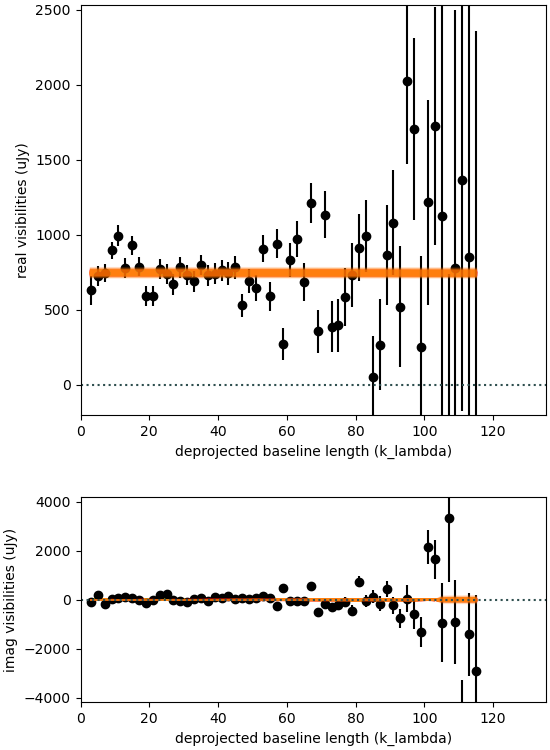 2500
2000
1500
1000
500
0
real visibilities (uJy)
0 20 40 60 80 100 120
deprojected baseline length (k_lambda)
4000
2000
0
−2000
−4000
imag visibilities (uJy)
0 20 40 60 80 100 120
deprojected baseline length (k_lambda)